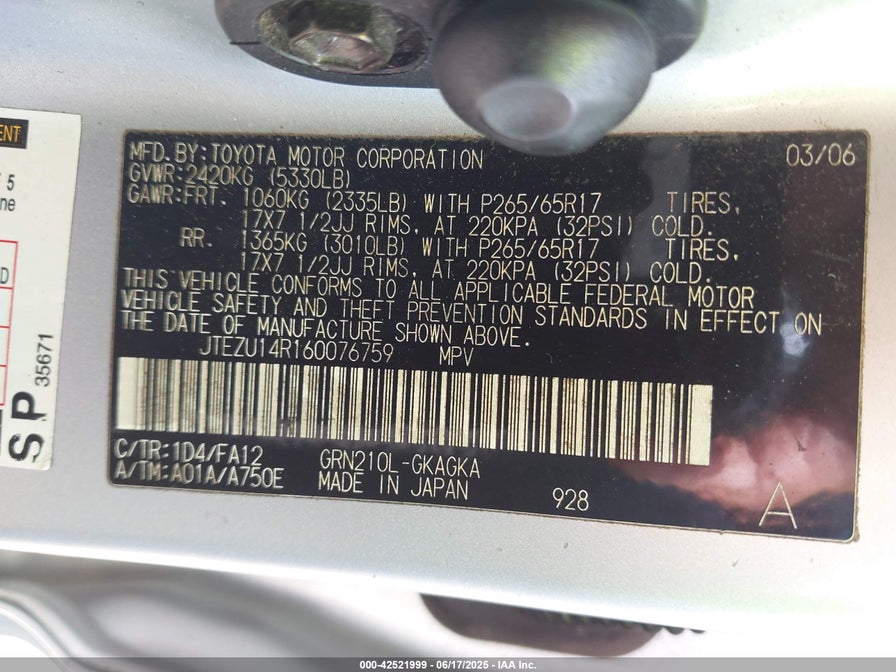 ENT
5
ne
D
SP 35671
MFD.BY:TOYOTA MOTOR CORPORATION 03/06
GVWR:2420KG (5330LB)
GAWR:FRT. 1060KG (2335LB) WITH P265/65R17 TIRES,
17X7 1/2JJ RIMS, AT 220KPA (32PSI) COLD.
RR. 1365KG (3010LB) WITH P265/65R17 TIRES,
17X7 1/2JJ RIMS, AT 220KPA (32PSI) COLD.
THIS VEHICLE CONFORMS TO ALL APPLICABLE FEDERAL MOTOR
VEHICLE SAFETY AND THEFT PREVENTION STANDARDS IN EFFECT ON
THE DATE OF MANUFACTURE SHOWN ABOVE.
JTEZU14R160076759 MPV
C/TR:1D4/FA12 GRN210L-GKAGKA
A/TM:A01A/A750E MADE IN JAPAN 928 A
000-42521999 - 06/17/2025 - IAA Inc.